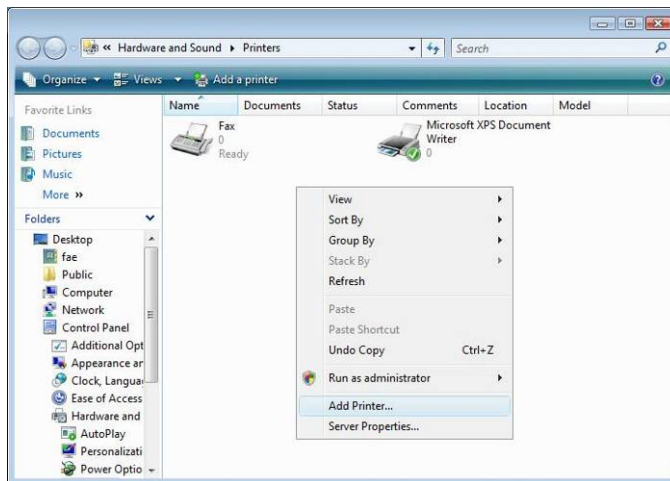 « Hardware and Sound ▸ Printers
Search
Organize
Views
Add a printer
Favorite Links
Documents
Pictures
Music
More »
Folders
Desktop
fae
Public
Computer
Network
Control Panel
Additional Opt
Appearance an
Clock, Languag
Ease of Access
Hardware and
AutoPlay
Personalizati
Power Optio
Name Documents Status Comments Location Model
Fax
0
Ready
Microsoft XPS Document
Writer
0
View
Sort By
Group By
Stack By
Refresh
Paste
Paste Shortcut
Undo Copy Ctrl+Z
Run as administrator
Add Printer...
Server Properties...